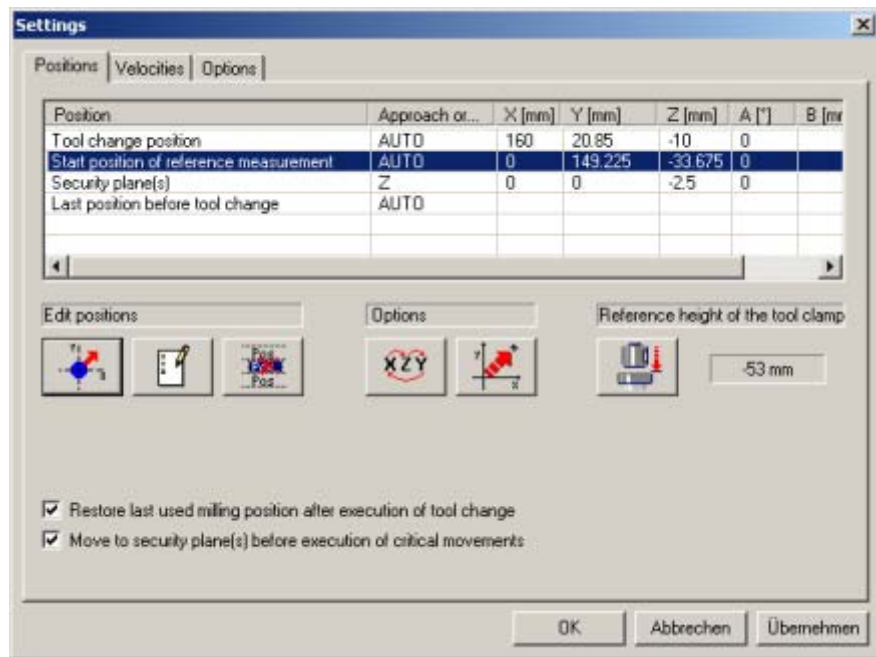 Settings
Positions Velocities Options
Position Approach or... X [mm] Y [mm] Z [mm] A [°] B [mr
Tool change position AUTO 160 20.85 -10 0
Start position of reference measurement AUTO 0 149.225 -33.675 0
Security plane(s) Z 0 0 -2.5 0
Last position before tool change AUTO
Edit positions Options Reference height of the tool clamp
Pos... XZY Y
Pos... X
-53 mm
Restore last used milling position after execution of tool change
Move to security plane(s) before execution of critical movements
OK Abbrechen Übernehmen